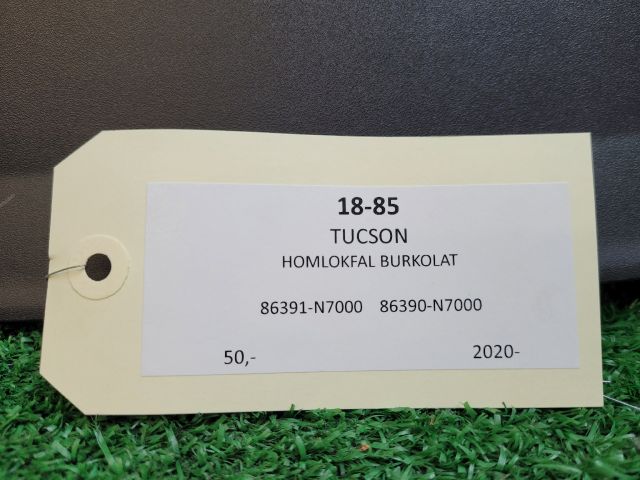 18-85
TUCSON
HOMLOKFAL BURKOLAT
86391-N7000 86390-N7000
50,- 2020-